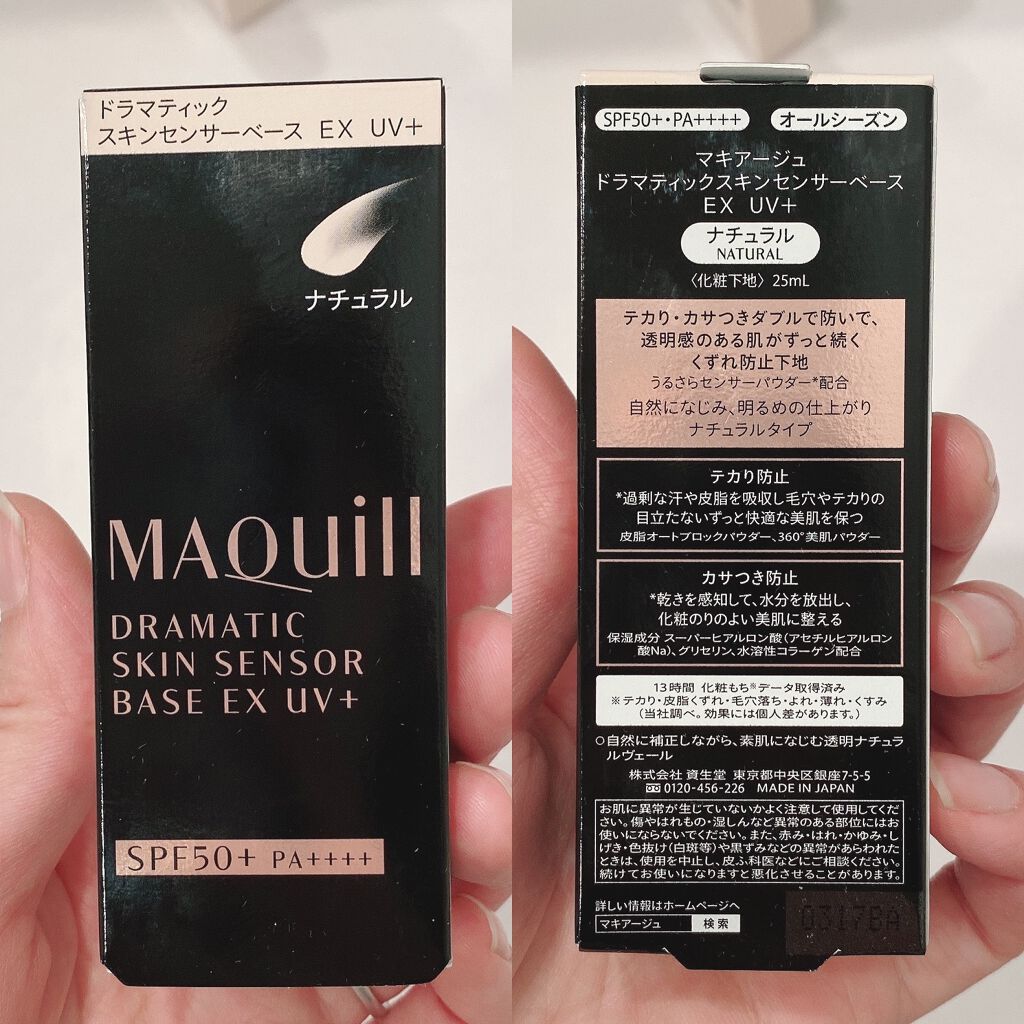 ドラマティック
スキンセンサーベース EX UV+
ナチュラル
MAQuill
DRAMATIC
SKIN SENSOR
BASE EX UV+
SPF50+ PA++++
SPF50+・PA++++ オールシーズン
マキアージュ
ドラマティックスキンセンサーベース
EX UV+
ナチュラル
NATURAL
〈化粧下地〉 25mL
テカり・カサつきダブルで防いで、
透明感のある肌がずっと続く
くずれ防止下地
うるさらセンサーパウダー*配合
自然になじみ、明るめの仕上がり
ナチュラルタイプ
テカり防止
*過剰な汗や皮脂を吸収し毛穴やテカりの
目立たないずっと快適な美肌を保つ
皮脂オートブロックパウダー、360°美肌パウダー
カサつき防止
*乾きを感知して、水分を放出し、
化粧のりのよい美肌に整える
保湿成分 スーパーヒアルロン酸(アセチルヒアルロン
酸Na)、グリセリン、水溶性コラーゲン配合
13時間 化粧もち※データ取得済み
※テカり・皮脂くずれ・毛穴落ち・よれ・薄れ・くすみ
(当社調べ。効果には個人差があります。)
○自然に補正しながら、素肌になじむ透明ナチュラ
ルヴェール
株式会社 資生堂 東京都中央区銀座7-5-5
0120-456-226 MADE IN JAPAN
お肌に異常が生じていないかよく注意して使用してくだ
さい。傷やはれもの・湿しんなど異常のある部位にはお
使いにならないでください。また、赤み・はれ・かゆみ・し
げき・色抜け(白斑等)や黒ずみなどの異常があらわれた
ときは、使用を中止し、皮ふ科医などにご相談ください。
続けてお使いになりますと悪化させることがあります。
詳しい情報はホームページへ
マキアージュ 検索
0317BA